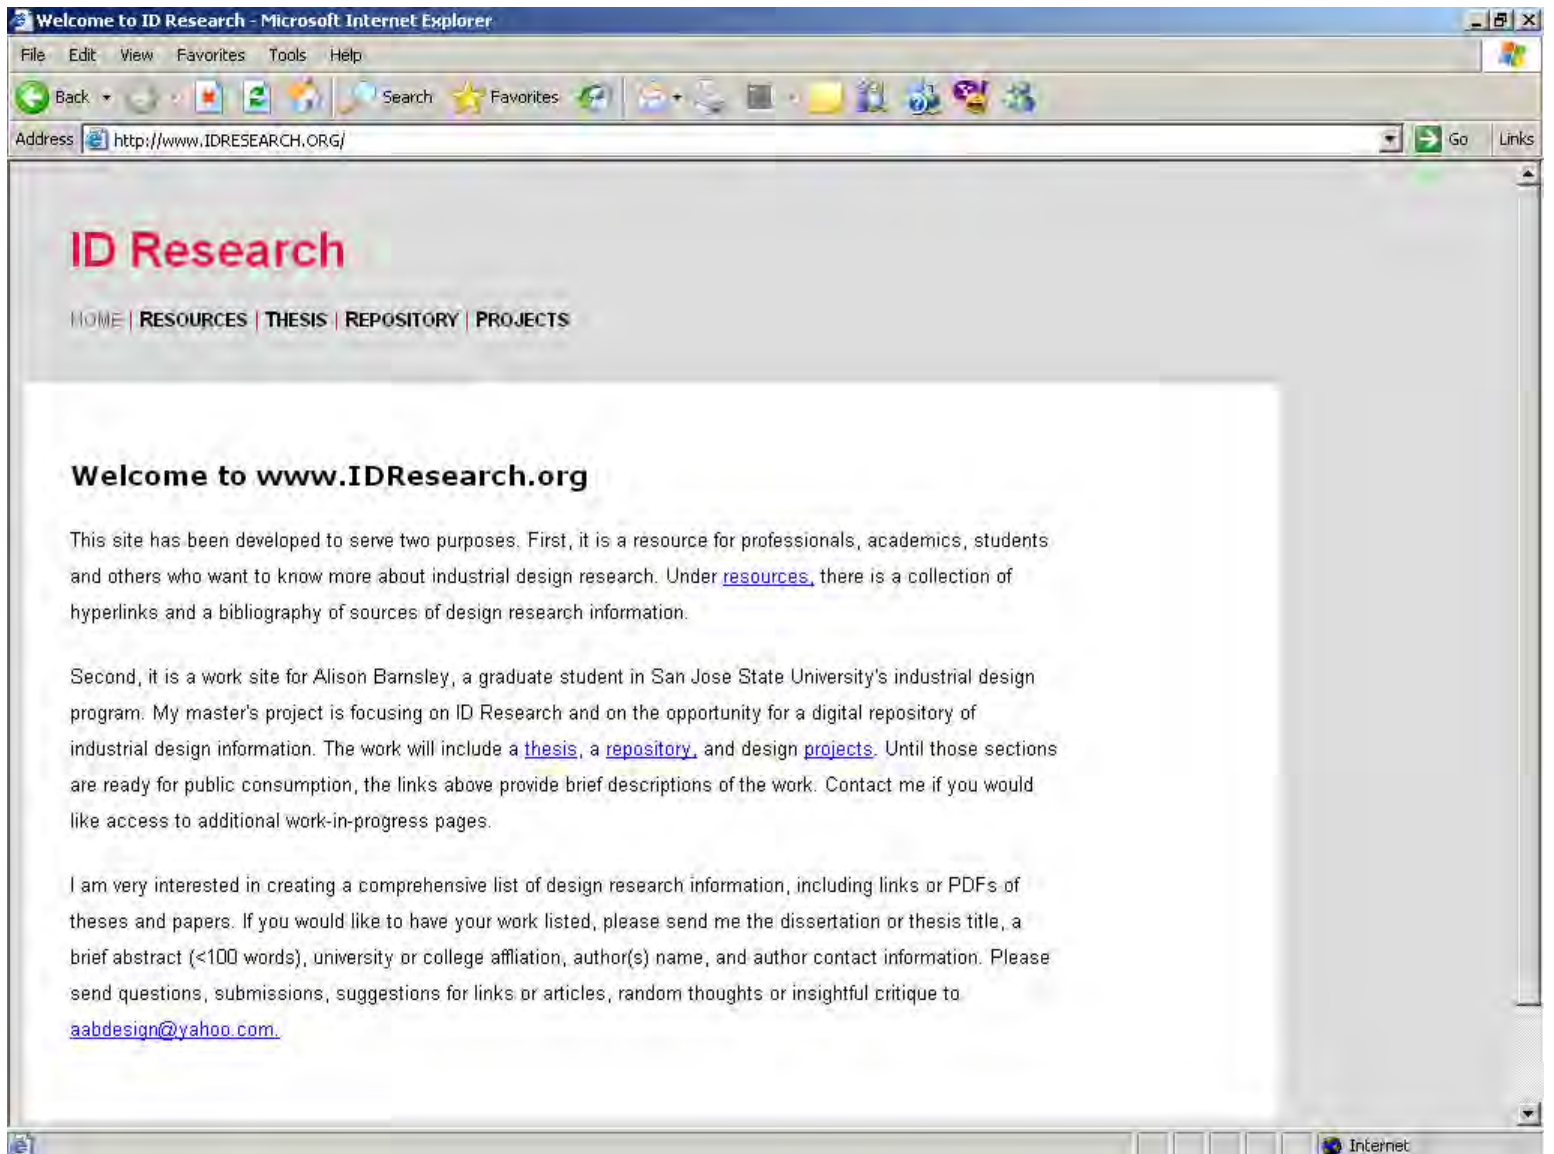 Welcome to ID Research - Microsoft Internet Explorer
File Edit View Favorites Tools Help
Back Search Favorites
Address http://www.IDRESEARCH.ORG/ Go Links
ID Research
HOME | RESOURCES | THESIS | REPOSITORY | PROJECTS
Welcome to www.IDResearch.org
This site has been developed to serve two purposes. First, it is a resource for professionals, academics, students
and others who want to know more about industrial design research. Under resources, there is a collection of
hyperlinks and a bibliography of sources of design research information.
Second, it is a work site for Alison Barnsley, a graduate student in San Jose State University's industrial design
program. My master's project is focusing on ID Research and on the opportunity for a digital repository of
industrial design information. The work will include a thesis, a repository, and design projects. Until those sections
are ready for public consumption, the links above provide brief descriptions of the work. Contact me if you would
like access to additional work-in-progress pages.
I am very interested in creating a comprehensive list of design research information, including links or PDFs of
theses and papers. If you would like to have your work listed, please send me the dissertation or thesis title, a
brief abstract (<100 words), university or college affliation, author(s) name, and author contact information. Please
send questions, submissions, suggestions for links or articles, random thoughts or insightful critique to
aabdesign@yahoo.com.
Internet